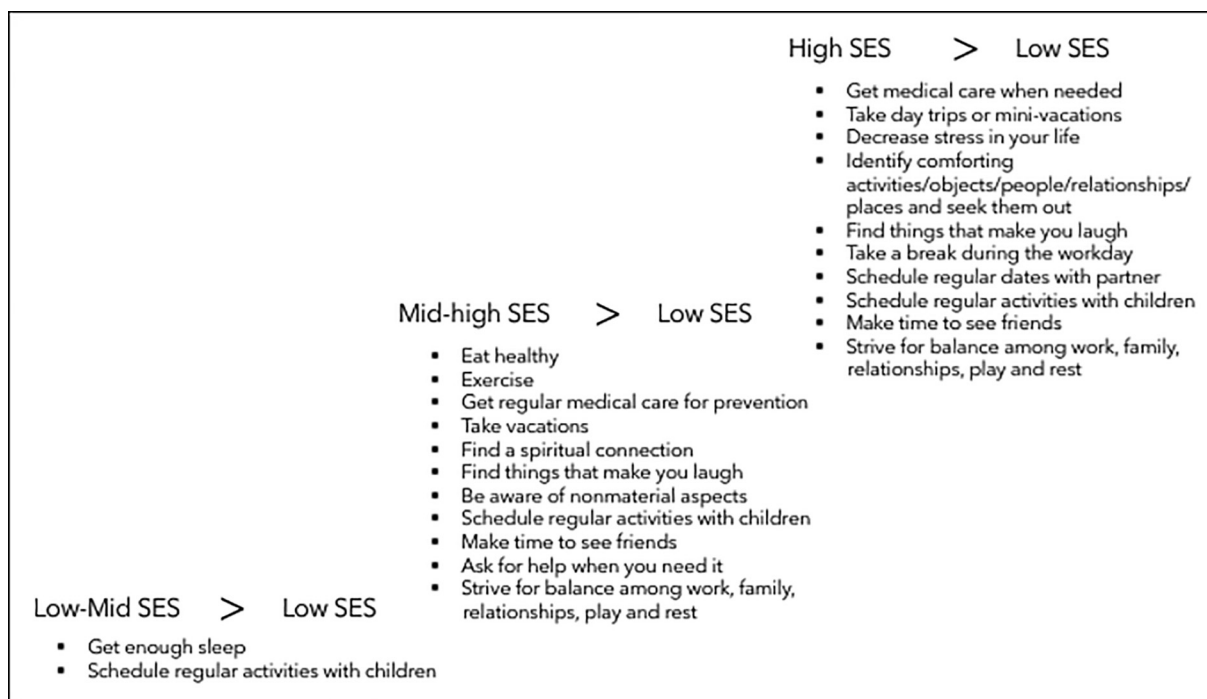 High SES > Low SES
▪ Get medical care when needed
▪ Take day trips or mini-vacations
▪ Decrease stress in your life
▪ Identify comforting
activities/objects/people/relationships/
places and seek them out
▪ Find things that make you laugh
▪ Take a break during the workday
▪ Schedule regular dates with partner
▪ Schedule regular activities with children
▪ Make time to see friends
▪ Strive for balance among work, family,
relationships, play and rest
Mid-high SES > Low SES
▪ Eat healthy
▪ Exercise
▪ Get regular medical care for prevention
▪ Take vacations
▪ Find a spiritual connection
▪ Find things that make you laugh
▪ Be aware of nonmaterial aspects
▪ Schedule regular activities with children
▪ Make time to see friends
▪ Ask for help when you need it
▪ Strive for balance among work, family,
relationships, play and rest
Low-Mid SES > Low SES
▪ Get enough sleep
▪ Schedule regular activities with children